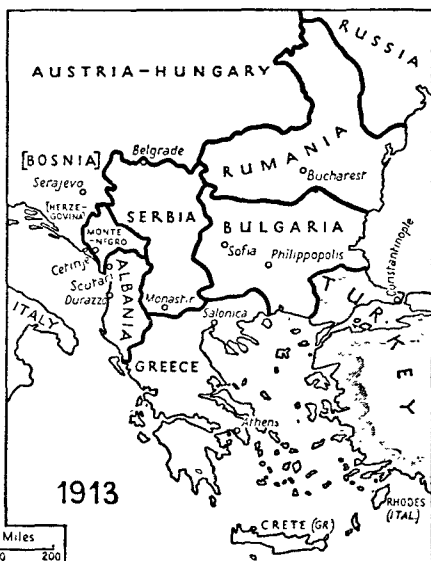 RUSSIA
AUSTRIA-HUNGARY
[BOSNIA]
Belgrade
RUMANIA
Serajevo
Bucharest
[HERZE-
GOVINA]
SERBIA
BULGARIA
MONTE
-NEGRO
Sofia
Philippopolis
Constantinople
Cetinje
Scutari
ALBANIA
Durazzo
Monastir
Salonica
TURKEY
ITALY
GREECE
Athens
1913
RHODES
(ITAL.)
CRETE (GR)
Miles
0 200